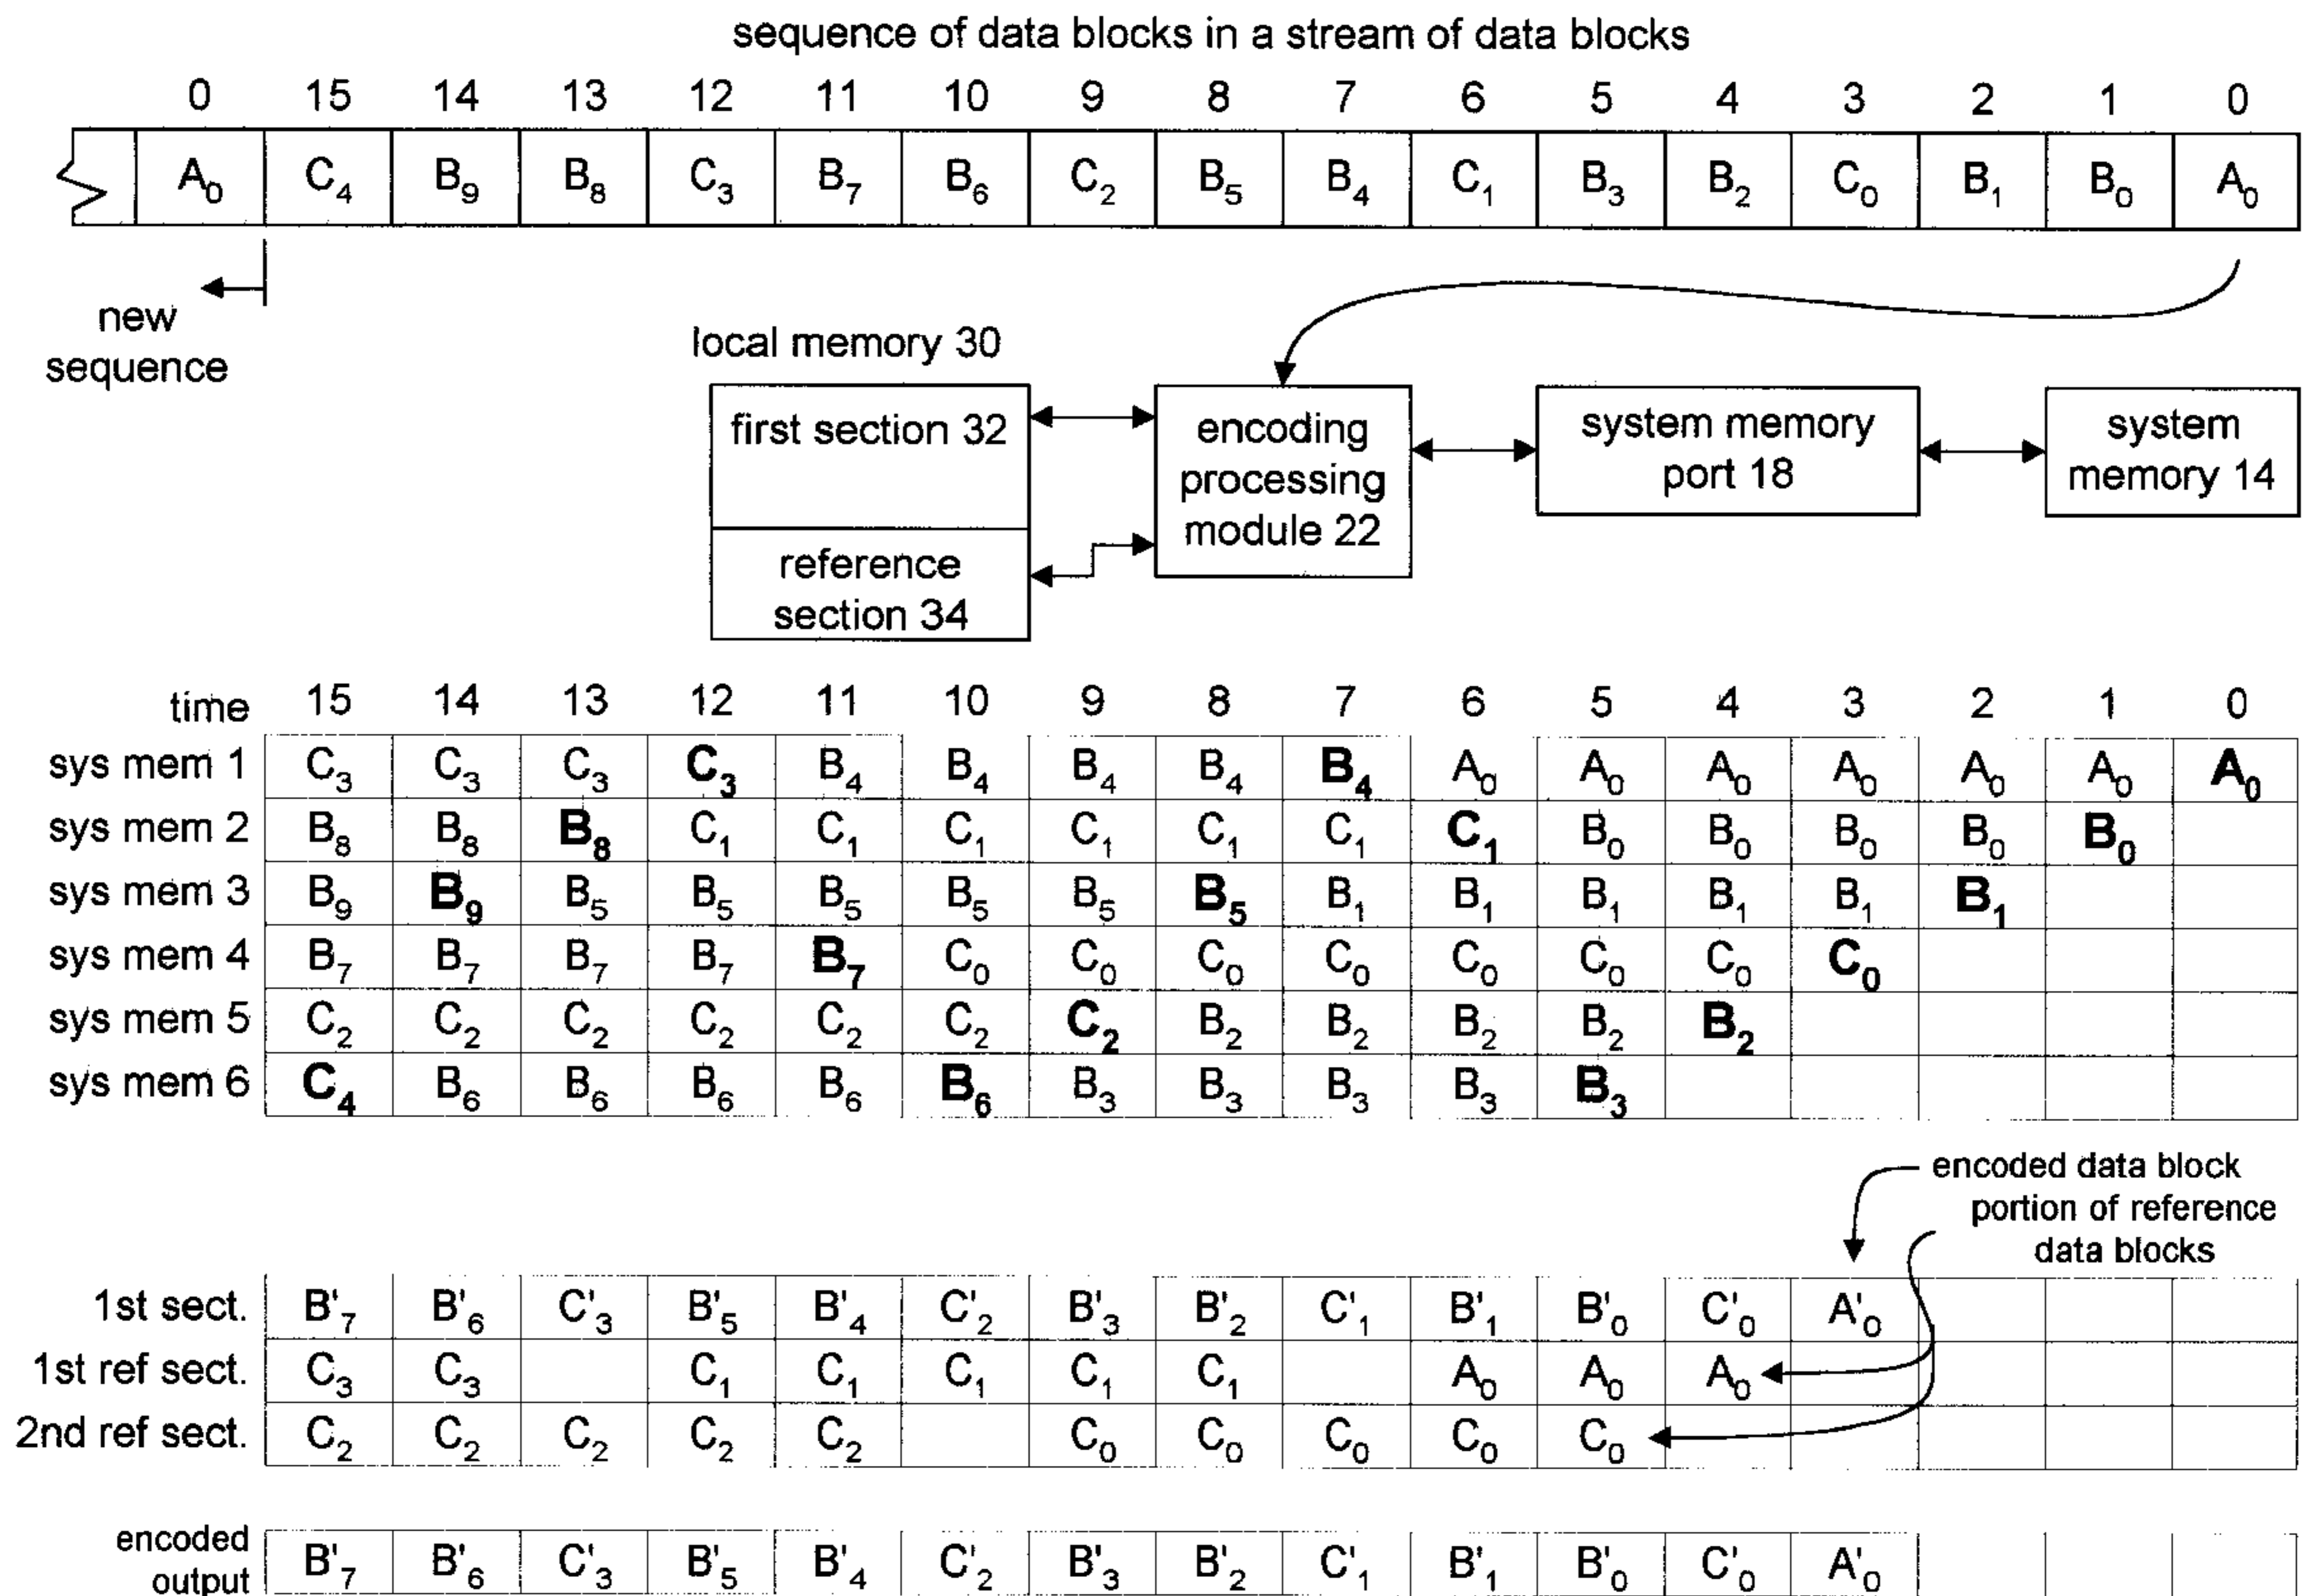 sequence of data blocks in a stream of data blocks
0 15 14 13 12 11 10 9 8 7 6 5 4 3 2 1 0
A₀ C₄ B₉ B₈ C₃ B₇ B₆ C₂ B₅ B₄ C₁ B₃ B₂ C₀ B₁ B₀ A₀
new
sequence
local memory 30
first section 32
reference
section 34
encoding
processing
module 22
system memory
port 18
system
memory 14
time 15 14 13 12 11 10 9 8 7 6 5 4 3 2 1 0
sys mem 1 C₃ C₃ C₃ C₃ B₄ B₄ B₄ B₄ B₄ A₀ A₀ A₀ A₀ A₀ A₀ A₀
sys mem 2 B₈ B₈ B₈ C₁ C₁ C₁ C₁ C₁ C₁ C₁ B₀ B₀ B₀ B₀ B₀
sys mem 3 B₉ B₉ B₅ B₅ B₅ B₅ B₅ B₅ B₁ B₁ B₁ B₁ B₁ B₁
sys mem 4 B₇ B₇ B₇ B₇ B₇ C₀ C₀ C₀ C₀ C₀ C₀ C₀ C₀
sys mem 5 C₂ C₂ C₂ C₂ C₂ C₂ C₂ B₂ B₂ B₂ B₂ B₂
sys mem 6 C₄ B₆ B₆ B₆ B₆ B₆ B₃ B₃ B₃ B₃ B₃
encoded data block
portion of reference
data blocks
1st sect. B'₇ B'₆ C'₃ B'₅ B'₄ C'₂ B'₃ B'₂ C'₁ B'₁ B'₀ C'₀ A'₀
1st ref sect. C₃ C₃ C₁ C₁ C₁ C₁ C₁ A₀ A₀ A₀
2nd ref sect. C₂ C₂ C₂ C₂ C₂ C₀ C₀ C₀ C₀ C₀
encoded
output B'₇ B'₆ C'₃ B'₅ B'₄ C'₂ B'₃ B'₂ C'₁ B'₁ B'₀ C'₀ A'₀